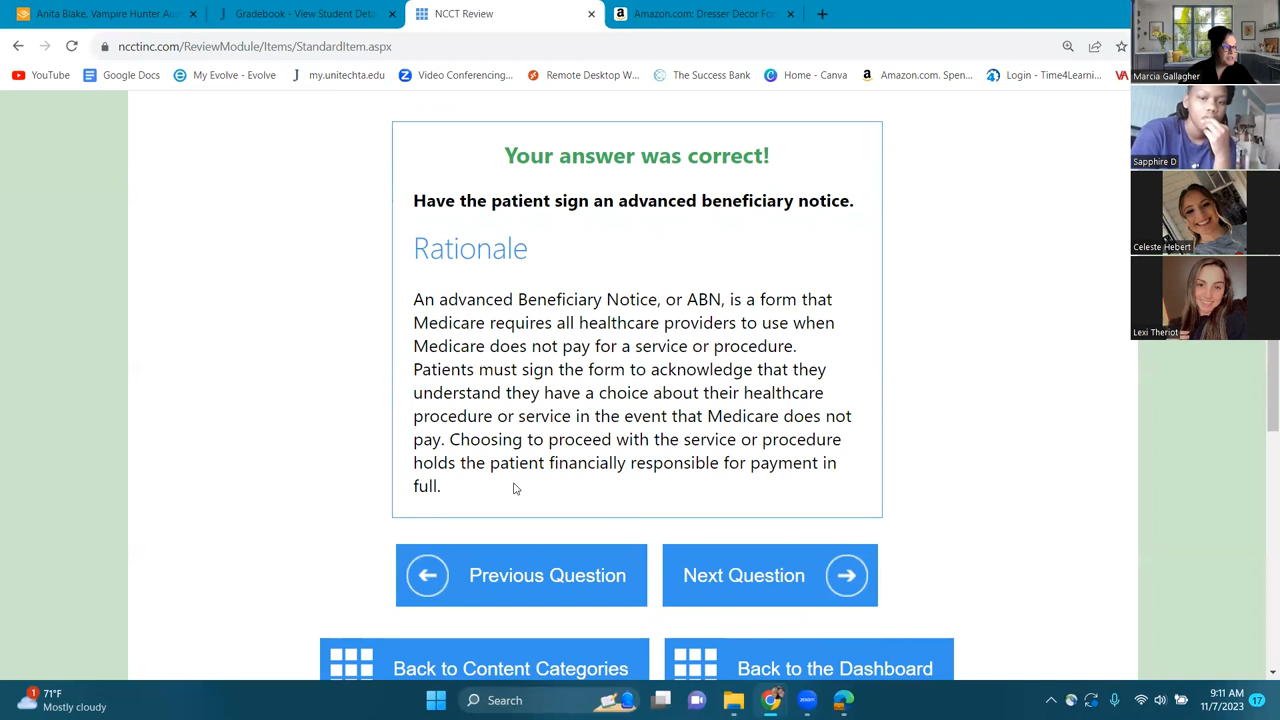 Anita Blake, Vampire Hunter Au
Gradebook - View Student Deta
NCCT Review
Amazon.com: Dresser Decor For
ncctinc.com/ReviewModule/Items/StandardItem.aspx
YouTube
Google Docs
My Evolve - Evolve
my.unitechta.edu
Video Conferencing...
Remote Desktop W...
The Success Bank
Home - Canva
Amazon.com. Spen...
Login - Time4Learni...
Marcia Gallagher
Sapphire D
Celeste Hebert
Lexi Theriot
Your answer was correct!
Have the patient sign an advanced beneficiary notice.
Rationale
An advanced Beneficiary Notice, or ABN, is a form that
Medicare requires all healthcare providers to use when
Medicare does not pay for a service or procedure.
Patients must sign the form to acknowledge that they
understand they have a choice about their healthcare
procedure or service in the event that Medicare does not
pay. Choosing to proceed with the service or procedure
holds the patient financially responsible for payment in
full.
Previous Question
Next Question
Back to Content Categories
Back to the Dashboard
1
71°F
Mostly cloudy
Search
9:11 AM
11/7/2023
17